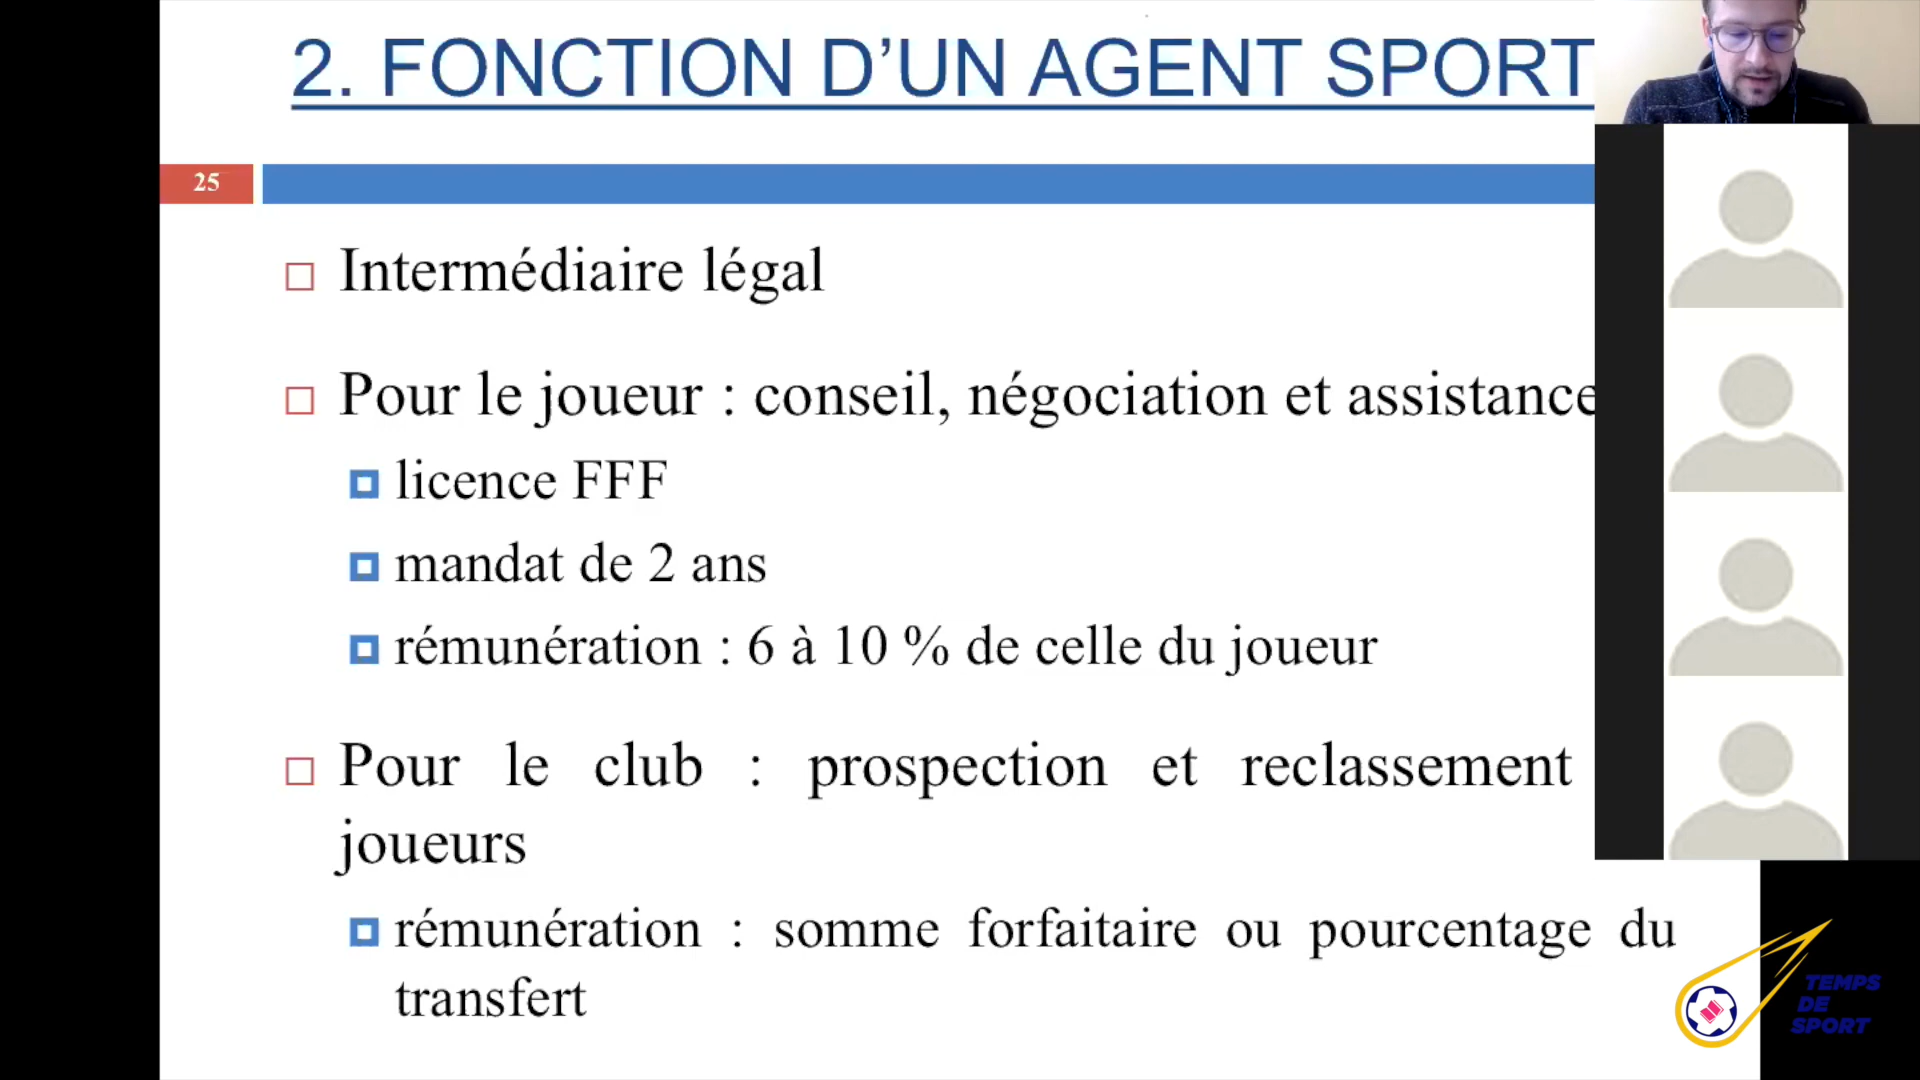 2. FONCTION D’UN AGENT SPORT
25
Intermédiaire légal
Pour le joueur : conseil, négociation et assistance
licence FFF
mandat de 2 ans
rémunération : 6 à 10 % de celle du joueur
Pour le club : prospection et reclassement
joueurs
rémunération : somme forfaitaire ou pourcentage du
transfert
TEMPS
DE
SPORT